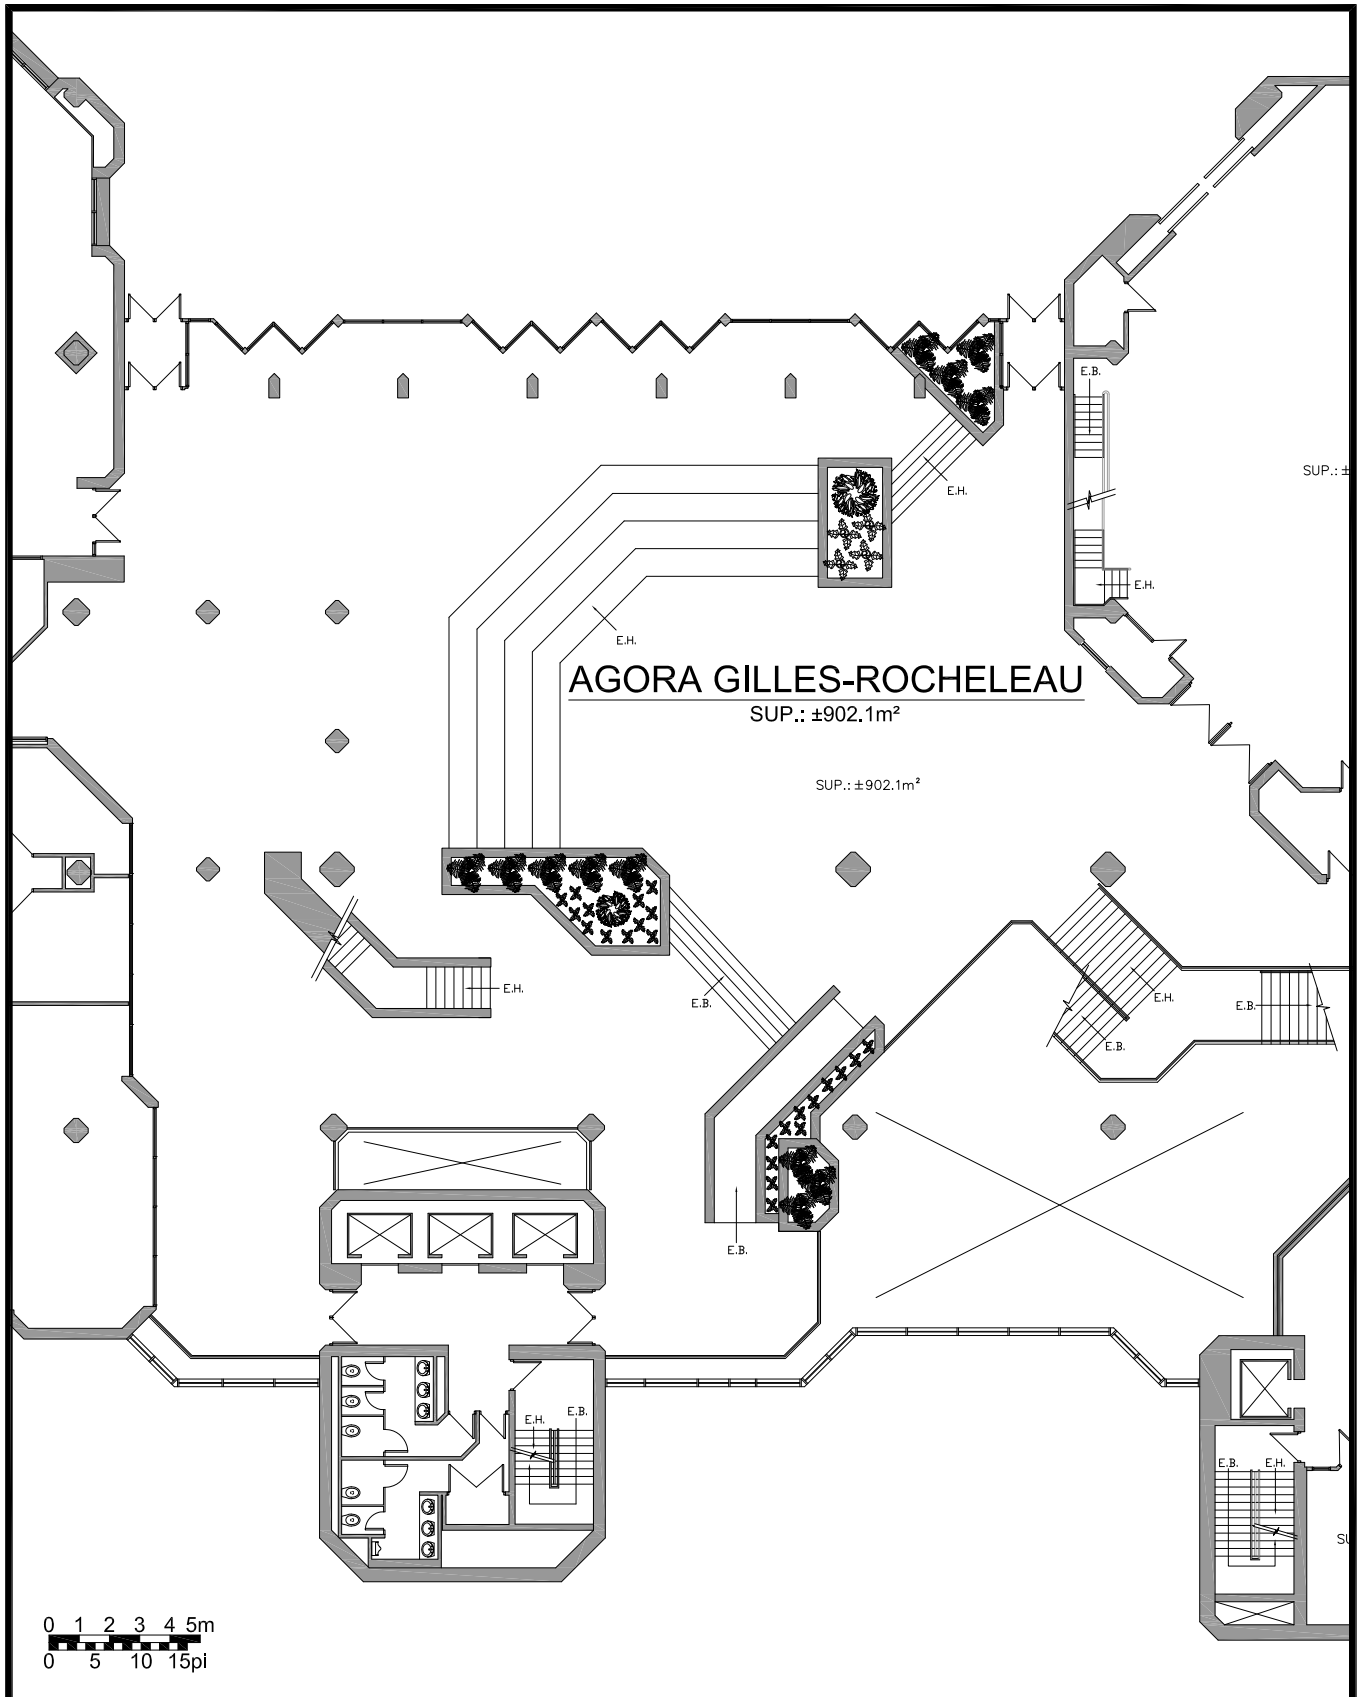 E.B.
SUP.: ±
E.H.
E.H.
E.H.
AGORA GILLES-ROCHELEAU
SUP.: ±902.1m²
SUP.: ±902.1m²
E.H.
E.B.
E.H.
E.B.
E.B.
E.B.
E.H.
E.B.
E.B.
E.H.
0 1 2 3 4 5m
0 5 10 15pi